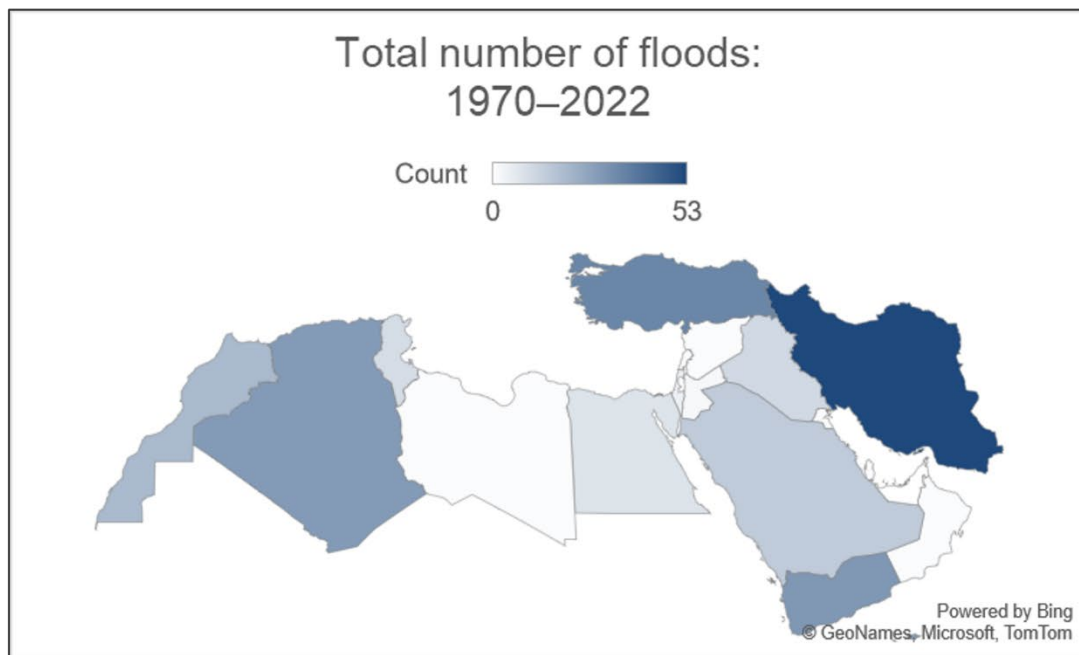 Total number of floods:
1970–2022
Count
0 53
Powered by Bing
© GeoNames, Microsoft, TomTom